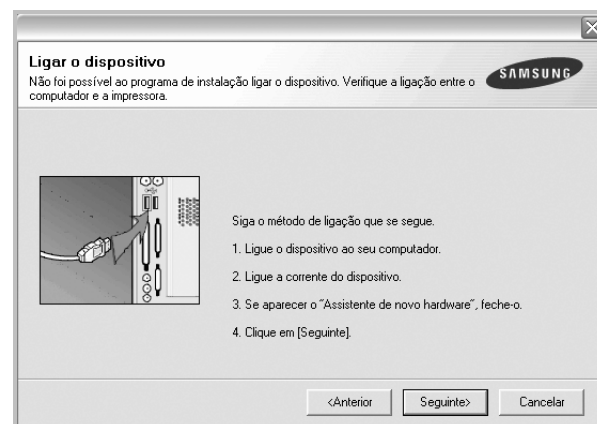 Ligar o dispositivo
Não foi possível ao programa de instalação ligar o dispositivo. Verifique a ligação entre o
computador e a impressora.
SAMSUNG
Siga o método de ligação que se segue.
1. Ligue o dispositivo ao seu computador.
2. Ligue a corrente do dispositivo.
3. Se aparecer o "Assistente de novo hardware", feche-o.
4. Clique em [Seguinte].
<Anterior
Seguinte>
Cancelar